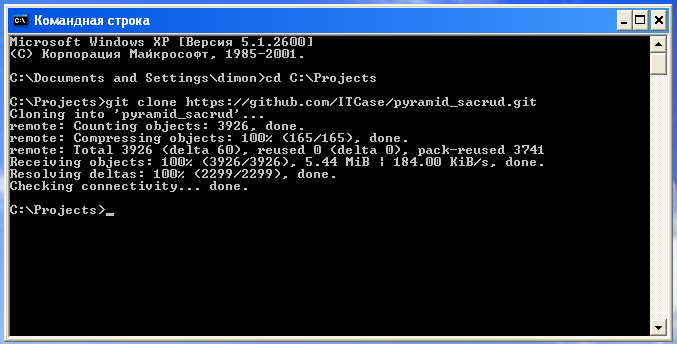 Командная строка
Microsoft Windows XP [Версия 5.1.2600]
(C) Корпорация Майкрософт, 1985-2001.
C:\Documents and Settings\dimon>cd C:\Projects
C:\Projects>git clone https://github.com/ITCase/pyramid_sacrud.git
Cloning into 'pyramid_sacrud'...
remote: Counting objects: 3926, done.
remote: Compressing objects: 100% (165/165), done.
remote: Total 3926 (delta 60), reused 0 (delta 0), pack-reused 3741
Receiving objects: 100% (3926/3926), 5.44 MiB ¦ 184.00 KiB/s, done.
Resolving deltas: 100% (2299/2299), done.
Checking connectivity... done.
C:\Projects>_